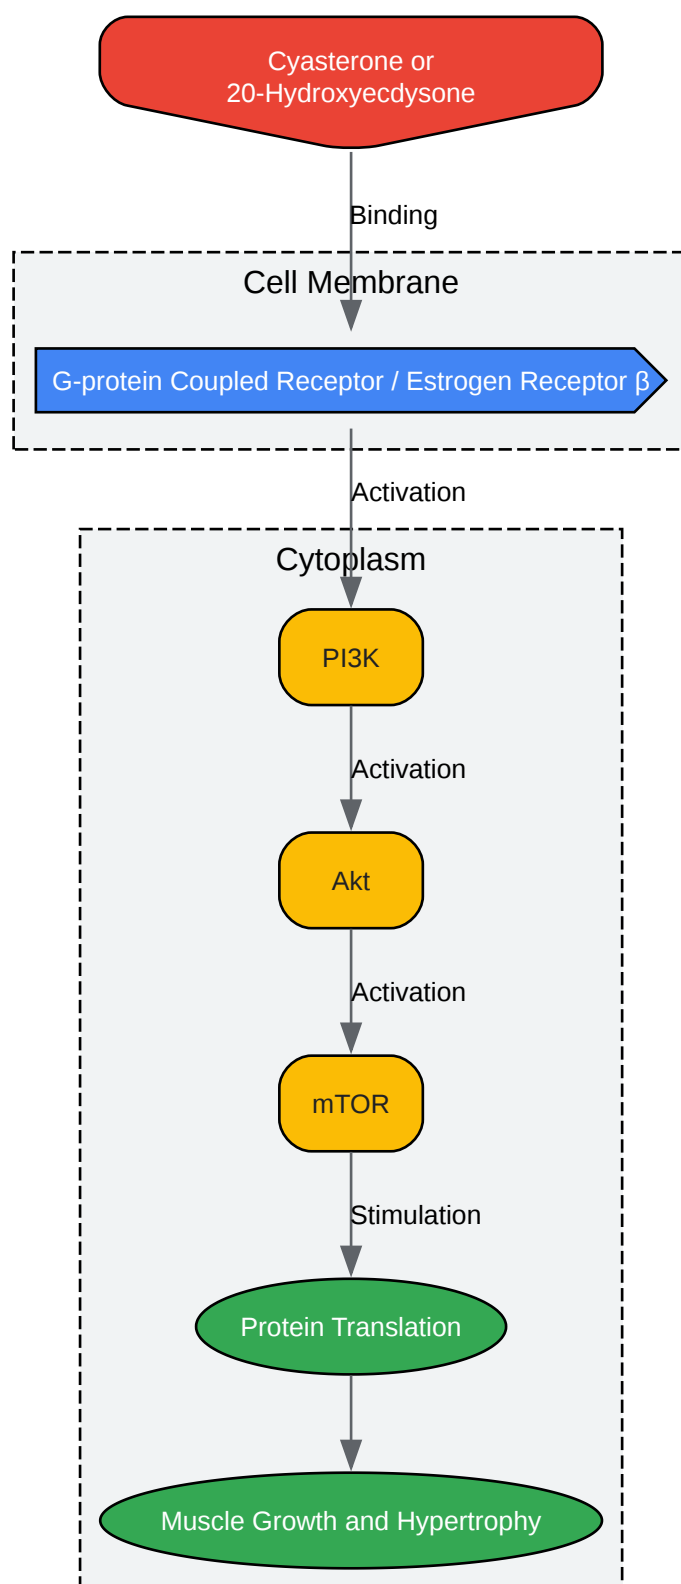 Cyasterone or
20-Hydroxyecdysone
Binding
Cell Membrane
G-protein Coupled Receptor / Estrogen Receptor β
Activation
Cytoplasm
PI3K
Activation
Akt
Activation
mTOR
Stimulation
Protein Translation
Muscle Growth and Hypertrophy